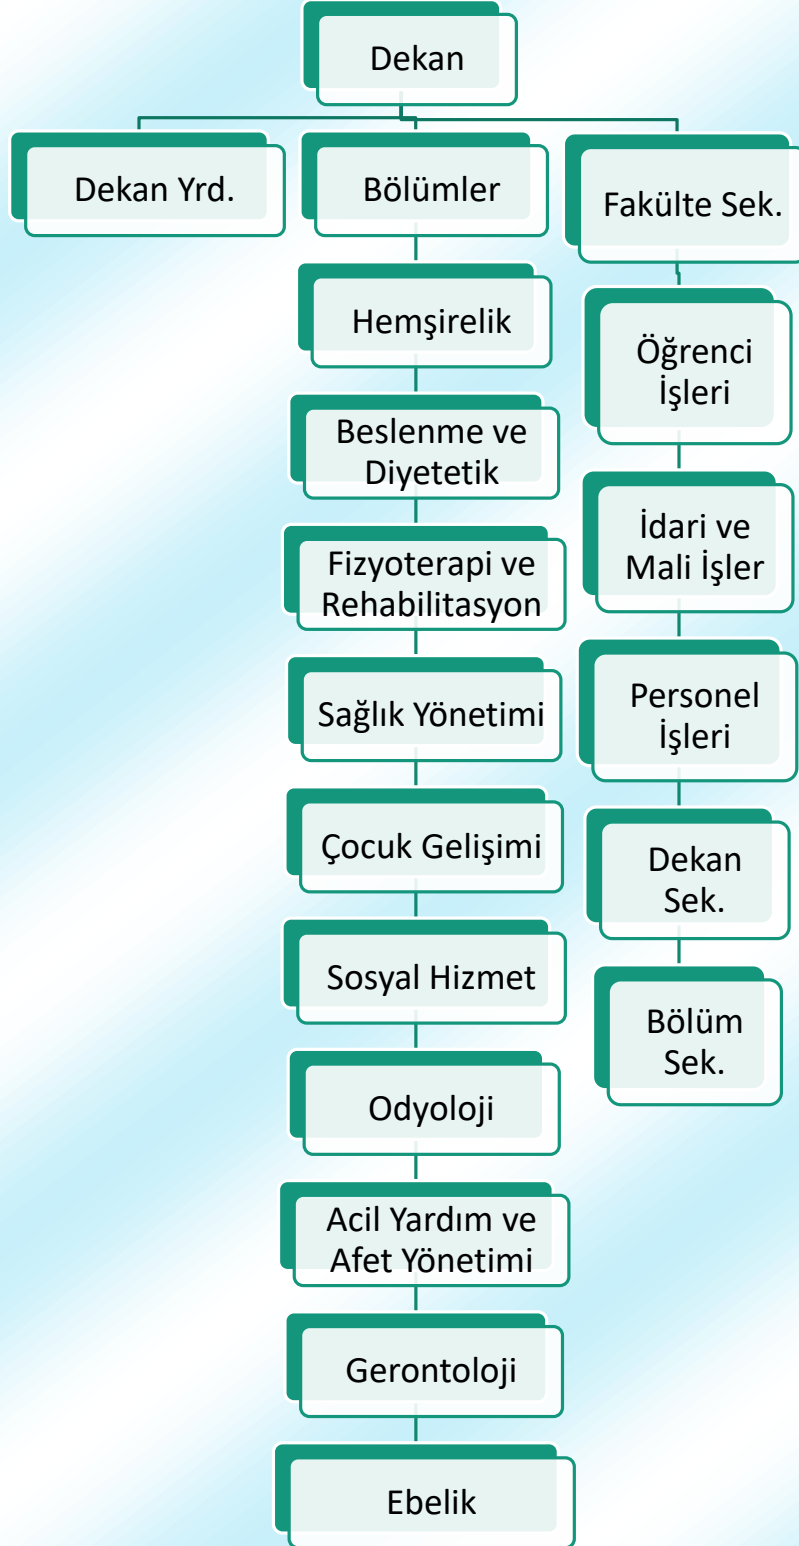 Dekan
Dekan Yrd.
Bölümler
Fakülte Sek.
Hemşirelik
Beslenme ve
Diyetetik
Fizyoterapi ve
Rehabilitasyon
Sağlık Yönetimi
Çocuk Gelişimi
Sosyal Hizmet
Odyoloji
Acil Yardım ve
Afet Yönetimi
Gerontoloji
Ebelik
Öğrenci
İşleri
İdari ve
Mali İşler
Personel
İşleri
Dekan
Sek.
Bölüm
Sek.